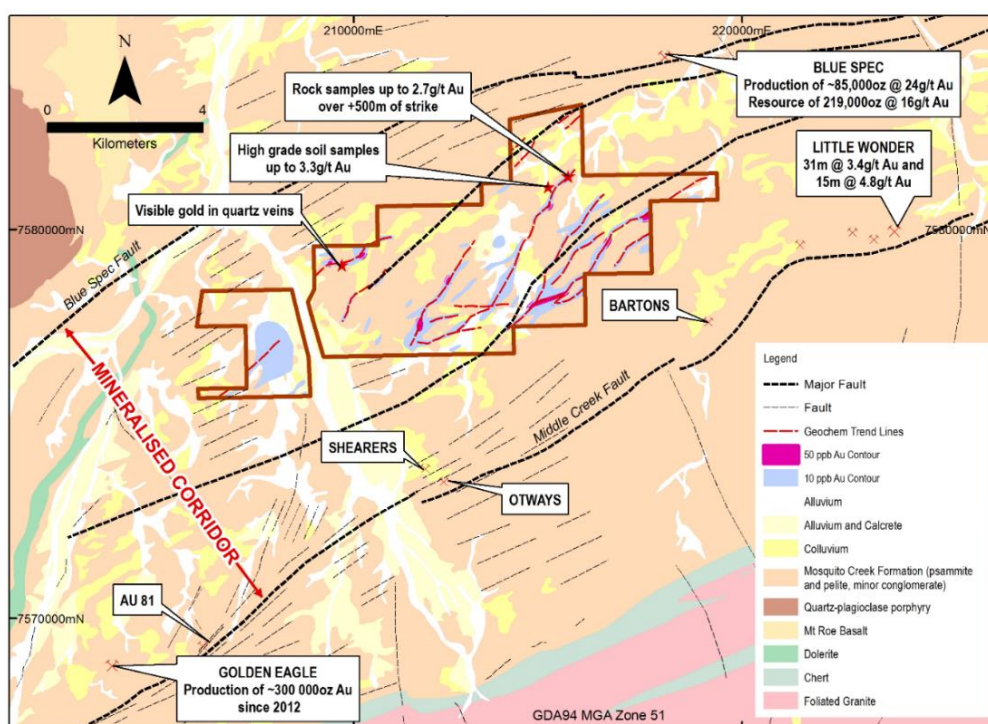 210000mE
220000mE
N
0
4
Kilometers
Rock samples up to 2.7g/t Au
over +500m of strike
BLUE SPEC
Production of ~85,000oz @ 24g/t Au
Resource of 219,000oz @ 16g/t Au
High grade soil samples
up to 3.3g/t Au
LITTLE WONDER
31m @ 3.4g/t Au and
15m @ 4.8g/t Au
Visible gold in quartz veins
7580000mN
7580000mN
Blue Spec Fault
BARTONS
MINERALISED CORRIDOR
Middle Creek Fault
SHEARERS
OTWAYS
AU 81
7570000mN
GOLDEN EAGLE
Production of ~300 000oz Au
since 2012
GDA94 MGA Zone 51
Legend
Major Fault
Fault
Geochem Trend Lines
50 ppb Au Contour
10 ppb Au Contour
Alluvium
Alluvium and Calcrete
Colluvium
Mosquito Creek Formation (psammite
and pelite, minor conglomerate)
Quartz-plagioclase porphyry
Mt Roe Basalt
Dolerite
Chert
Foliated Granite